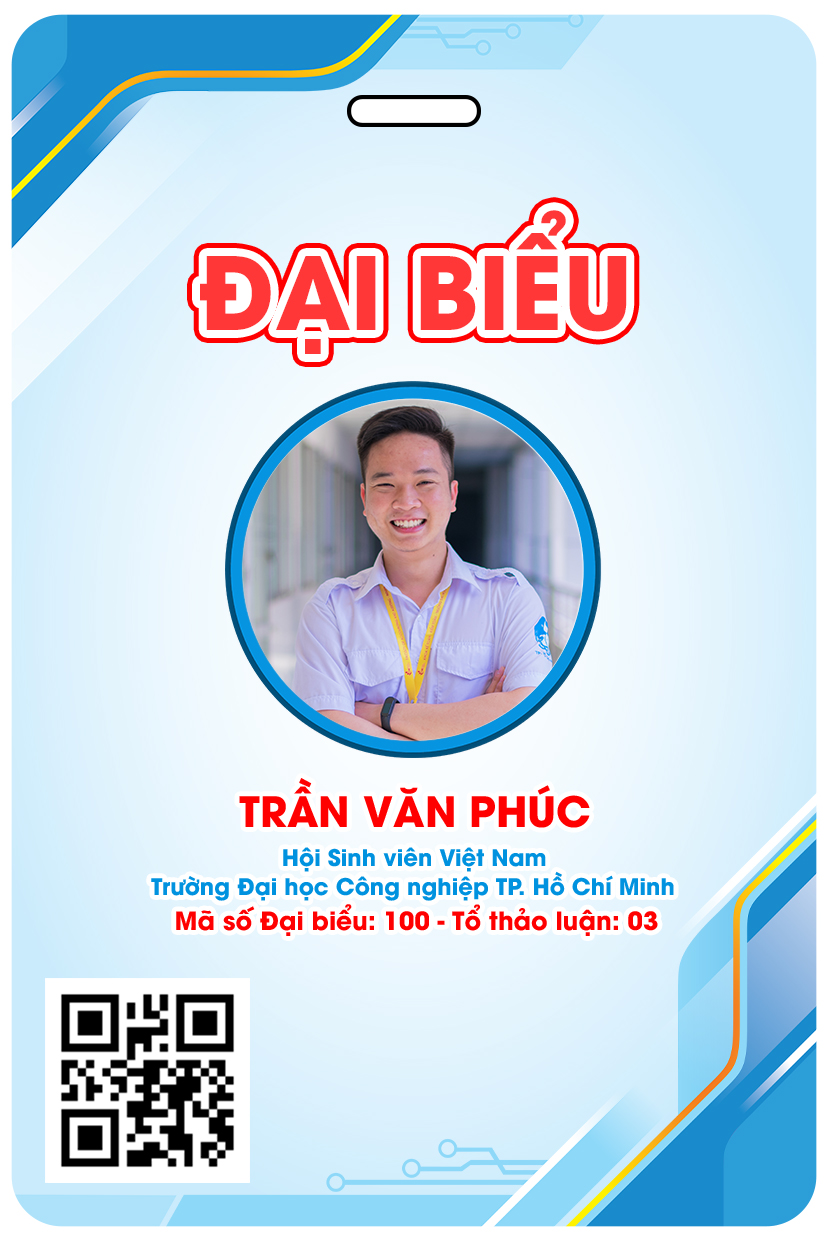 ĐẠI BIỂU
TRẦN VĂN PHÚC
Hội Sinh viên Việt Nam
Trường Đại học Công nghiệp TP. Hồ Chí Minh
Mã số Đại biểu: 100 - Tổ thảo luận: 03